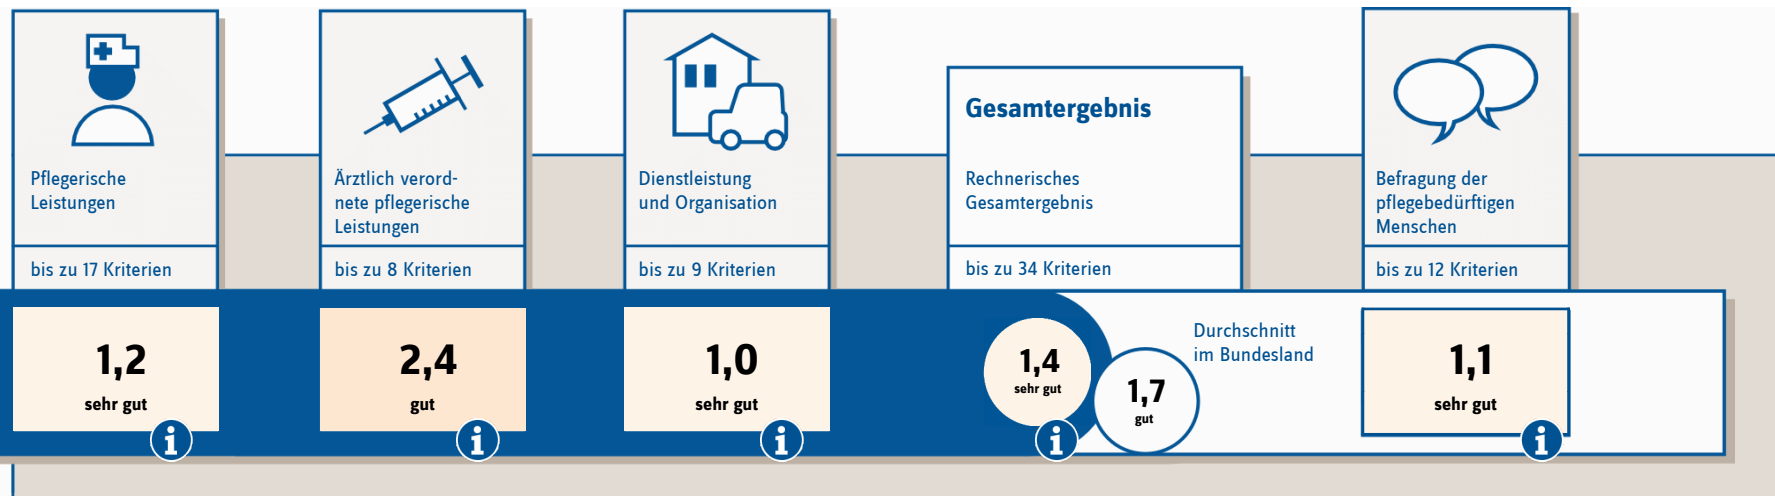 Pflegerische
Leistungen
bis zu 17 Kriterien
1,2
sehr gut
i
Ärztlich verord-
nete pflegerische
Leistungen
bis zu 8 Kriterien
2,4
gut
i
Dienstleistung
und Organisation
bis zu 9 Kriterien
1,0
sehr gut
i
Gesamtergebnis
Rechnerisches
Gesamtergebnis
bis zu 34 Kriterien
1,4
sehr gut
i
1,7
gut
Durchschnitt
im Bundesland
Befragung der
pflegebedürftigen
Menschen
bis zu 12 Kriterien
1,1
sehr gut
i